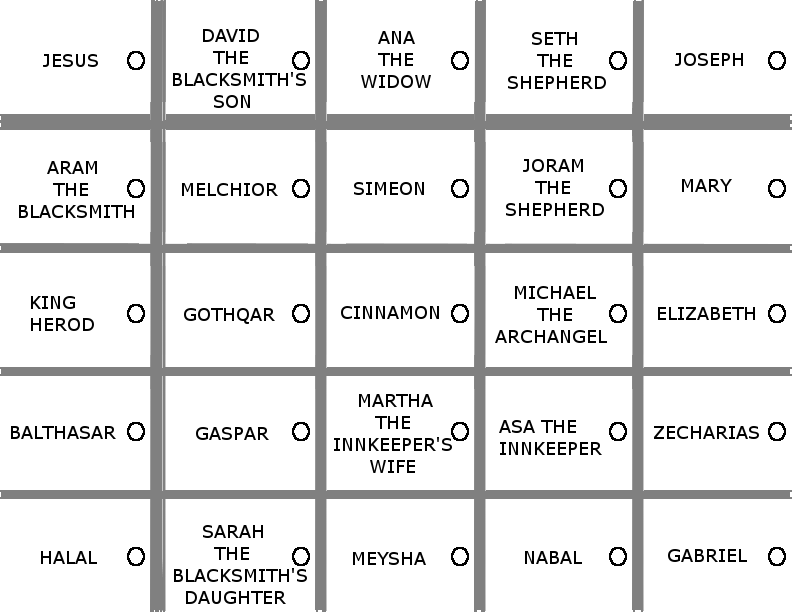 JESUS
DAVID
THE
BLACKSMITH'S
SON
ANA
THE
WIDOW
SETH
THE
SHEPHERD
JOSEPH
ARAM
THE
BLACKSMITH
MELCHIOR
SIMEON
JORAM
THE
SHEPHERD
MARY
KING
HEROD
GOTHQAR
CINNAMON
MICHAEL
THE
ARCHANGEL
ELIZABETH
BALTHASAR
GASPAR
MARTHA
THE
INNKEEPER'S
WIFE
ASA THE
INNKEEPER
ZECHARIAS
HALAL
SARAH
THE
BLACKSMITH'S
DAUGHTER
MEYSHA
NABAL
GABRIEL